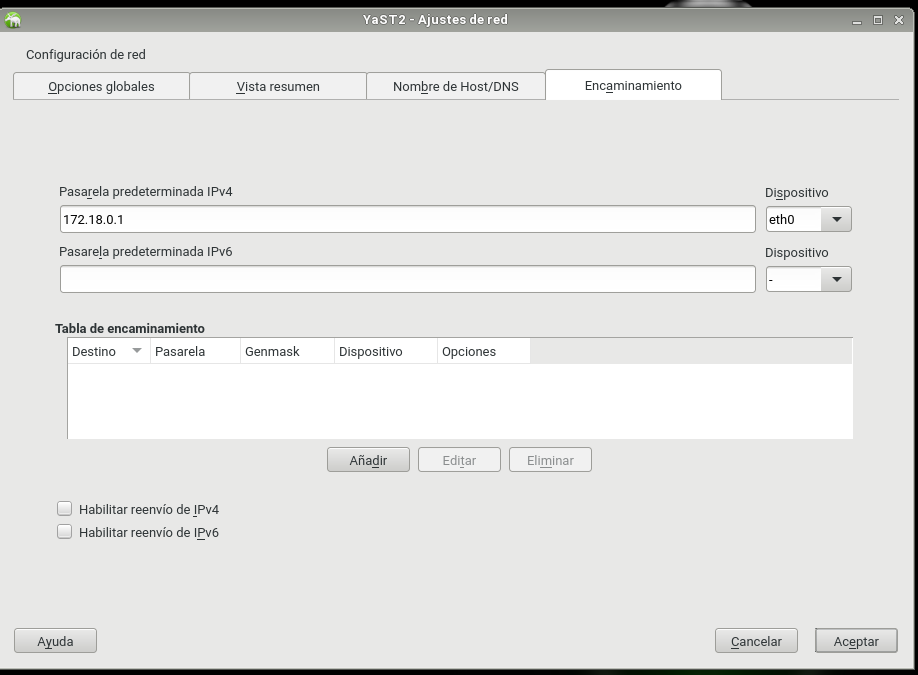 YaST2 - Ajustes de red
Configuración de red
Opciones globales
Vista resumen
Nombre de Host/DNS
Encaminamiento
Pasarela predeterminada IPv4
Dispositivo
172.18.0.1
eth0
Pasarela predeterminada IPv6
Dispositivo
-
Tabla de encaminamiento
Destino Pasarela Genmask Dispositivo Opciones
Añadir Editar Eliminar
Habilitar reenvío de IPv4
Habilitar reenvío de IPv6
Ayuda Cancelar Aceptar